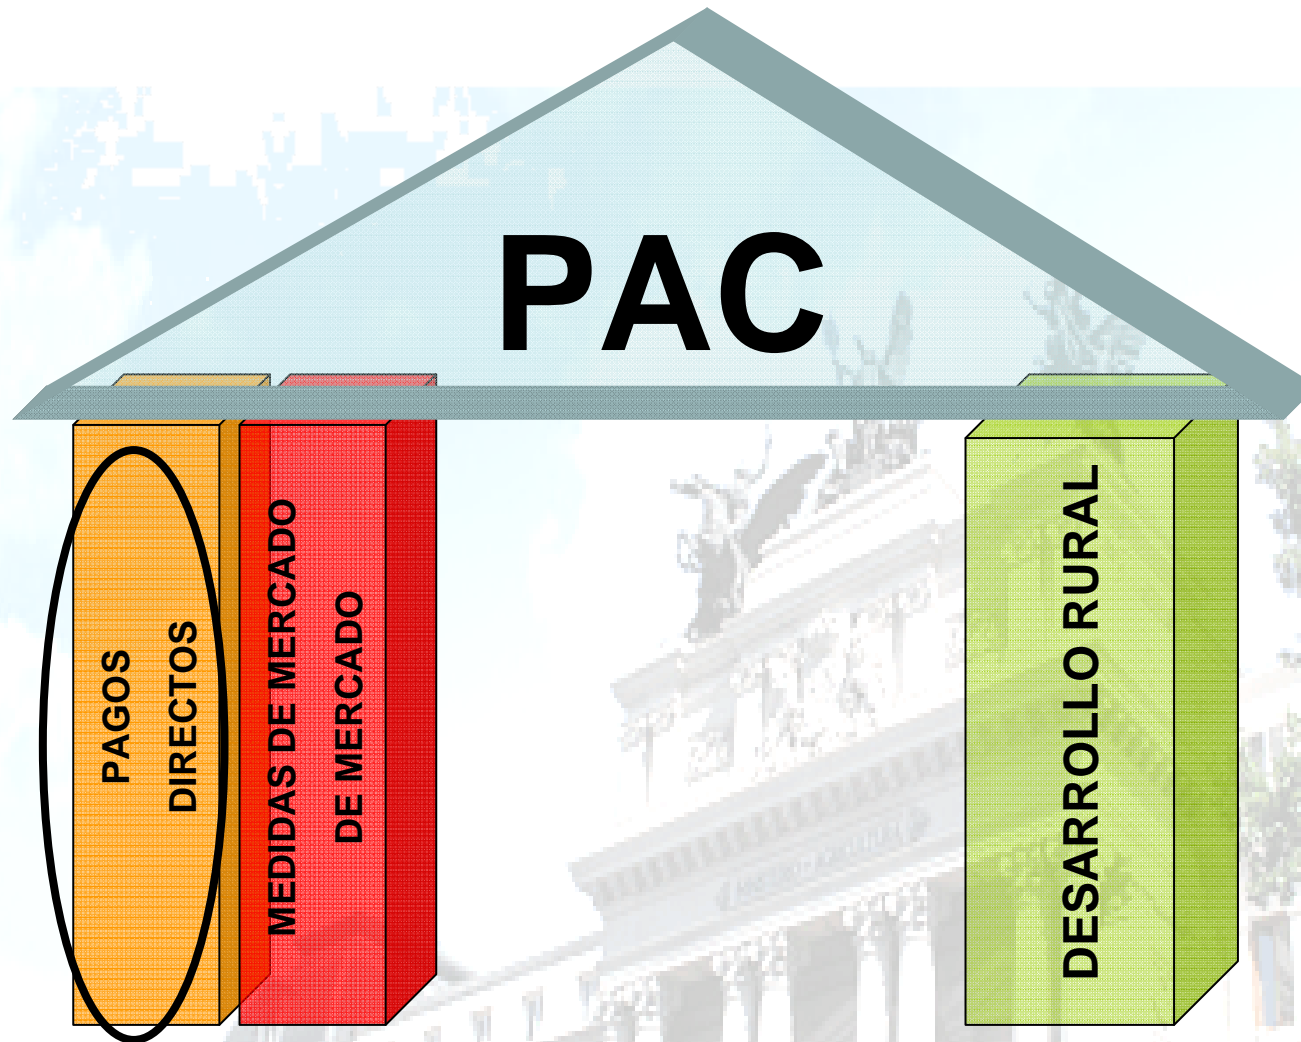 PAC
PAGOS
DIRECTOS
MEDIDAS DE MERCADO
DE MERCADO
DESARROLLO RURAL